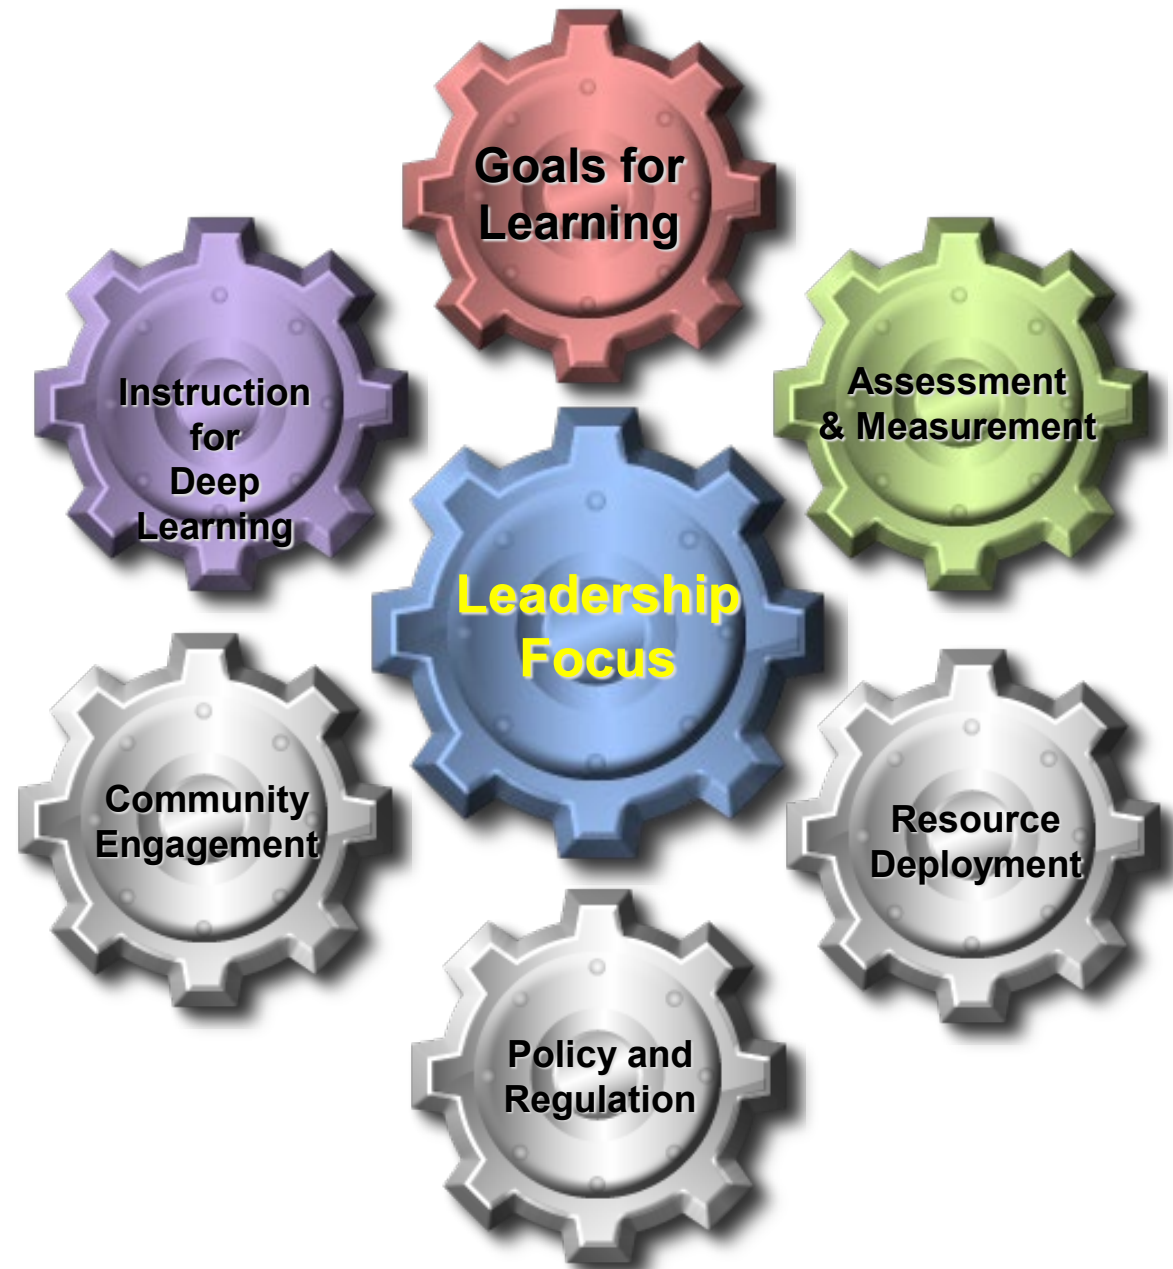 Goals for
Learning
Instruction
for
Deep
Learning
Assessment
& Measurement
Leadership
Focus
Community
Engagement
Resource
Deployment
Policy and
Regulation